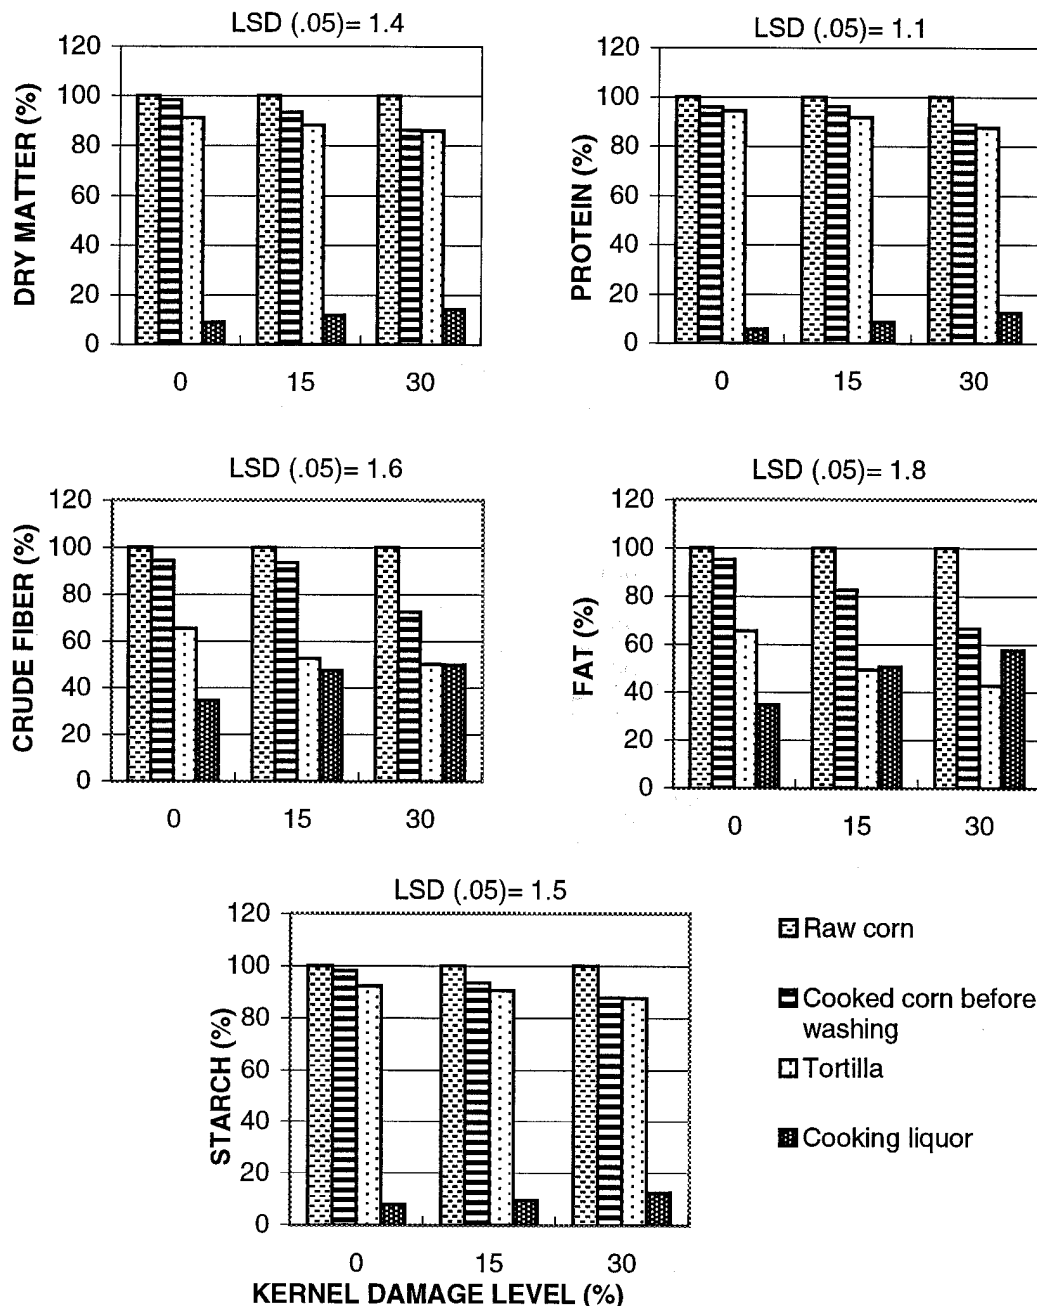 LSD (.05)= 1.4
120
100
80
60
40
20
0
DRY MATTER (%)
0 15 30
LSD (.05)= 1.1
120
100
80
60
40
20
0
PROTEIN (%)
0 15 30
LSD (.05)= 1.6
120
100
80
60
40
20
0
CRUDE FIBER (%)
0 15 30
LSD (.05)= 1.8
120
100
80
60
40
20
0
FAT (%)
0 15 30
LSD (.05)= 1.5
120
100
80
60
40
20
0
STARCH (%)
0 15 30
KERNEL DAMAGE LEVEL (%)
Raw corn
Cooked corn before
washing
Tortilla
Cooking liquor